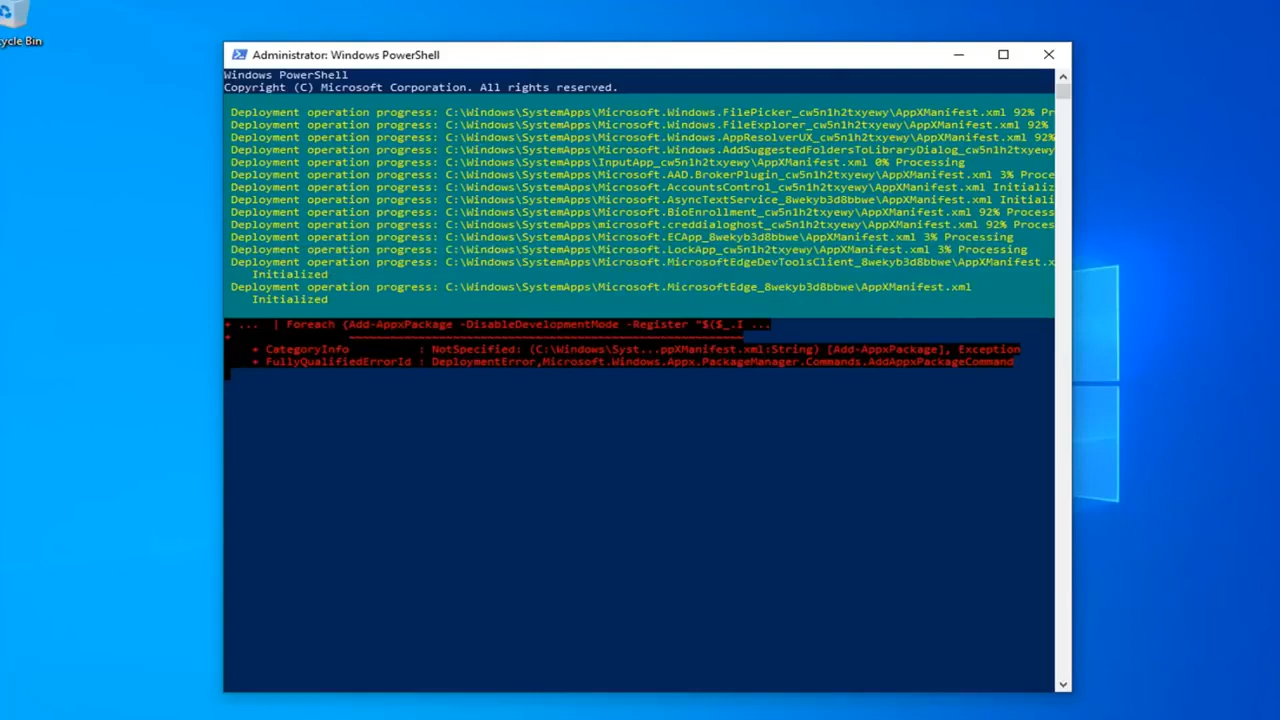 cycle Bin
Administrator: Windows PowerShell
Windows PowerShell
Copyright (C) Microsoft Corporation. All rights reserved.
Deployment operation progress: C:\Windows\SystemApps\Microsoft.Windows.FilePicker_cw5n1h2txyewy\AppXManifest.xml 92% Pr
Deployment operation progress: C:\Windows\SystemApps\Microsoft.Windows.FileExplorer_cw5n1h2txyewy\AppXManifest.xml 92%
Deployment operation progress: C:\Windows\SystemApps\Microsoft.Windows.AppResolverUX_cw5n1h2txyewy\AppXManifest.xml 92%
Deployment operation progress: C:\Windows\SystemApps\Microsoft.Windows.AddSuggestedFoldersToLibraryDialog_cw5n1h2txyewy
Deployment operation progress: C:\Windows\SystemApps\InputApp_cw5n1h2txyewy\AppXManifest.xml 0% Processing
Deployment operation progress: C:\Windows\SystemApps\Microsoft.AAD.BrokerPlugin_cw5n1h2txyewy\AppXManifest.xml 3% Proce
Deployment operation progress: C:\Windows\SystemApps\Microsoft.AccountsControl_cw5n1h2txyewy\AppXManifest.xml Initializ
Deployment operation progress: C:\Windows\SystemApps\Microsoft.AsyncTextService_8wekyb3d8bbwe\AppXManifest.xml Initiali
Deployment operation progress: C:\Windows\SystemApps\Microsoft.BioEnrollment_cw5n1h2txyewy\AppXManifest.xml 92% Process
Deployment operation progress: C:\Windows\SystemApps\Microsoft.creddialoghost_cw5n1h2txyewy\AppXManifest.xml 92% Proces
Deployment operation progress: C:\Windows\SystemApps\Microsoft.ECApp_8wekyb3d8bbwe\AppXManifest.xml 3% Processing
Deployment operation progress: C:\Windows\SystemApps\Microsoft.LockApp_cw5n1h2txyewy\AppXManifest.xml 3% Processing
Deployment operation progress: C:\Windows\SystemApps\Microsoft.MicrosoftEdgeDevToolsClient_8wekyb3d8bbwe\AppXManifest.x
Initialized
Deployment operation progress: C:\Windows\SystemApps\Microsoft.MicrosoftEdge_8wekyb3d8bbwe\AppXManifest.xml
Initialized
+ ... | Foreach {Add-AppxPackage -DisableDevelopmentMode -Register "$($_.I ...
+ ~~~~~~~~~~~~~~~~~~~~~~~~~~~~~~~~~~~~~~~~~~~~~~~~~~~~~~~~~
+ CategoryInfo : NotSpecified: (C:\Windows\Syst...ppXManifest.xml:String) [Add-AppxPackage], Exception
+ FullyQualifiedErrorId : DeploymentError,Microsoft.Windows.Appx.PackageManager.Commands.AddAppxPackageCommand